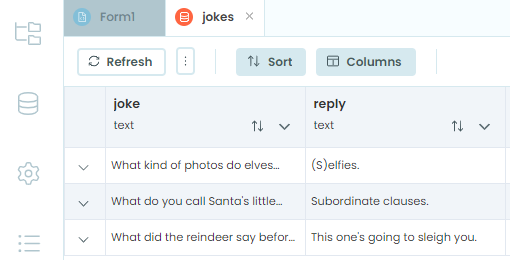 Form1 jokes
Refresh Sort Columns
joke reply
text text
What kind of photos do elves... (S)elfies.
What do you call Santa's little... Subordinate clauses.
What did the reindeer say befor... This one's going to sleigh you.